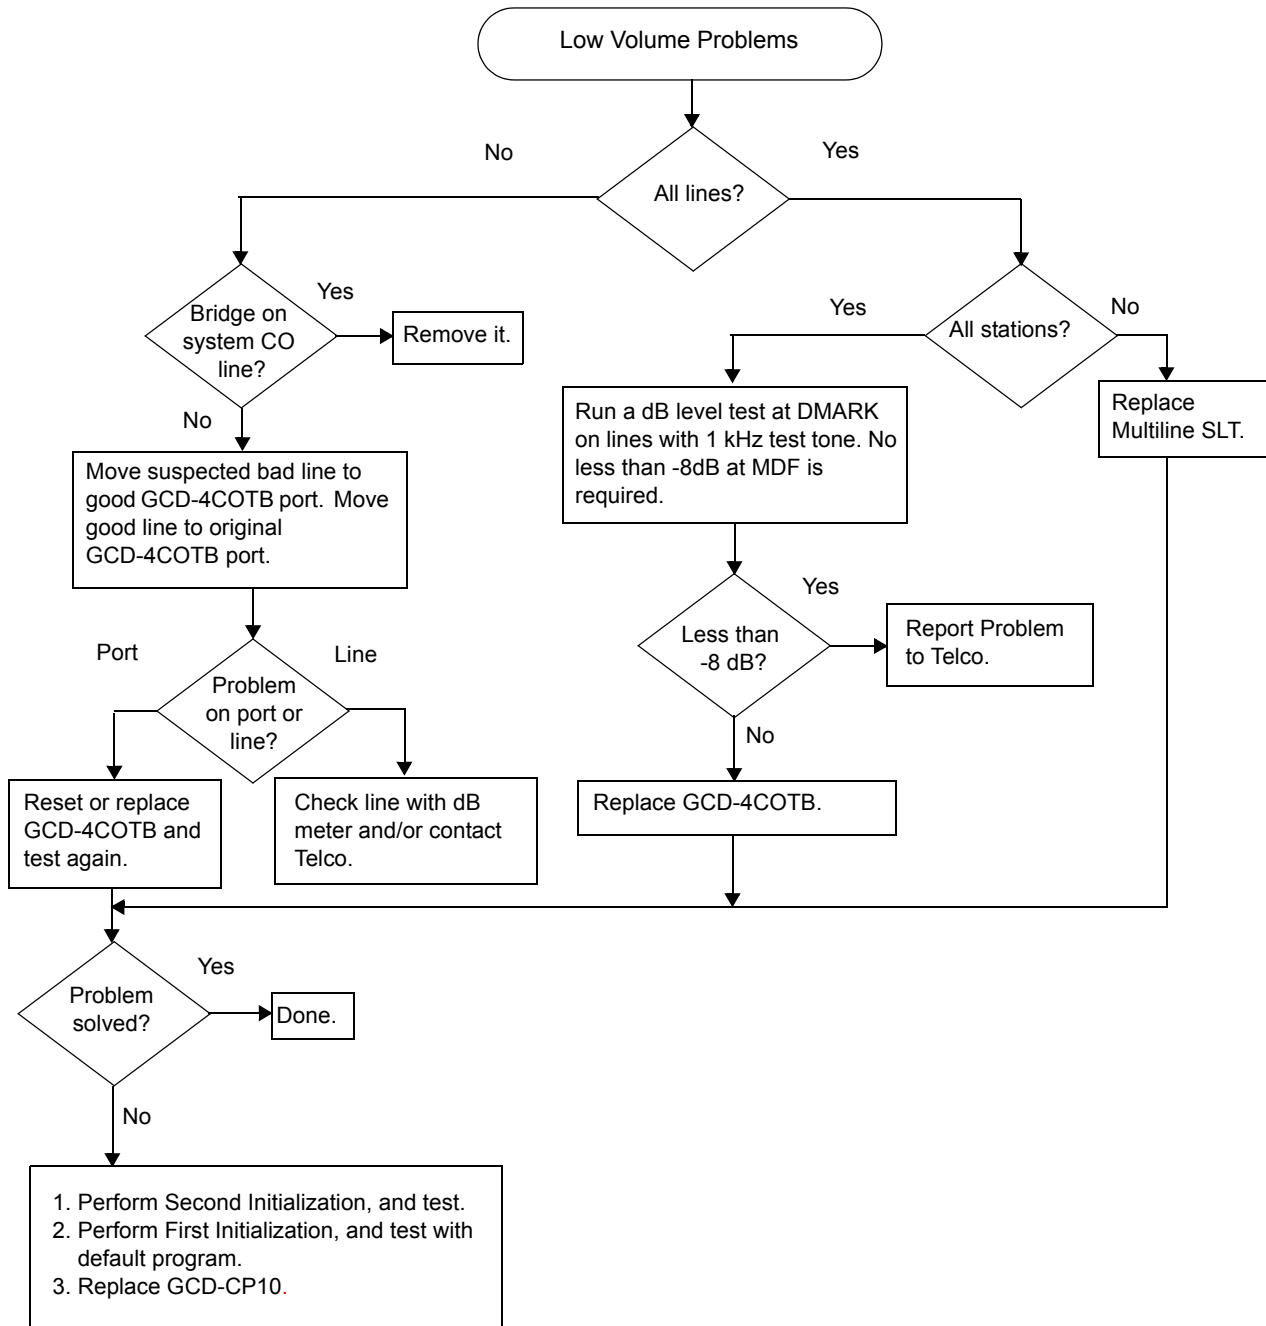 Low Volume Problems
No
Yes
All lines?
Bridge on
system CO
line?
Yes
Remove it.
No
Yes
All stations?
No
Replace
Multiline SLT.
Run a dB level test at DMARK
on lines with 1 kHz test tone. No
less than -8dB at MDF is
required.
Move suspected bad line to
good GCD-4COTB port. Move
good line to original
GCD-4COTB port.
Less than
-8 dB?
Yes
Report Problem
to Telco.
No
Replace GCD-4COTB.
Port
Line
Problem
on port or
line?
Reset or replace
GCD-4COTB and
test again.
Check line with dB
meter and/or contact
Telco.
Problem
solved?
Yes
Done.
No
1. Perform Second Initialization, and test.
2. Perform First Initialization, and test with
default program.
3. Replace GCD-CP10.